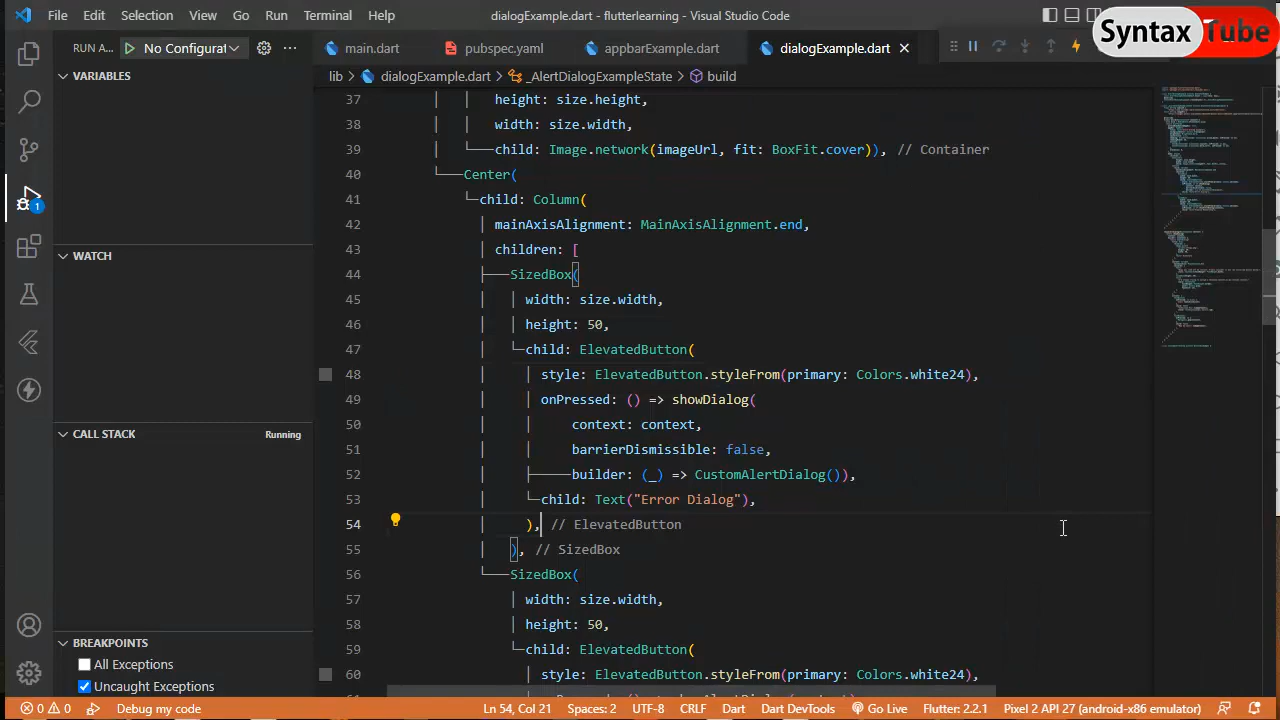 File Edit Selection View Go Run Terminal Help
dialogExample.dart - flutterlearning - Visual Studio Code
Syntax Tube
RUN A... No Configurat
main.dart
pubspec.yaml
appbarExample.dart
dialogExample.dart
VARIABLES
lib > dialogExample.dart > _AlertDialogExampleState > build
37 height: size.height,
38 width: size.width,
39 child: Image.network(imageUrl, fit: BoxFit.cover)), // Container
40 Center(
41 child: Column(
42 mainAxisAlignment: MainAxisAlignment.end,
43 children: [
44 SizedBox(
45 width: size.width,
46 height: 50,
47 child: ElevatedButton(
48 style: ElevatedButton.styleFrom(primary: Colors.white24),
49 onPressed: () => showDialog(
50 context: context,
51 barrierDismissible: false,
52 builder: (_) => CustomAlertDialog()),
53 child: Text("Error Dialog"),
54 ), // ElevatedButton
55 ), // SizedBox
56 SizedBox(
57 width: size.width,
58 height: 50,
59 child: ElevatedButton(
60 style: ElevatedButton.styleFrom(primary: Colors.white24),
1
WATCH
CALL STACK Running
BREAKPOINTS
All Exceptions
Uncaught Exceptions
0 0 Debug my code Ln 54, Col 21 Spaces: 2 UTF-8 CRLF Dart Dart DevTools Go Live Flutter: 2.2.1 Pixel 2 API 27 (android-x86 emulator)